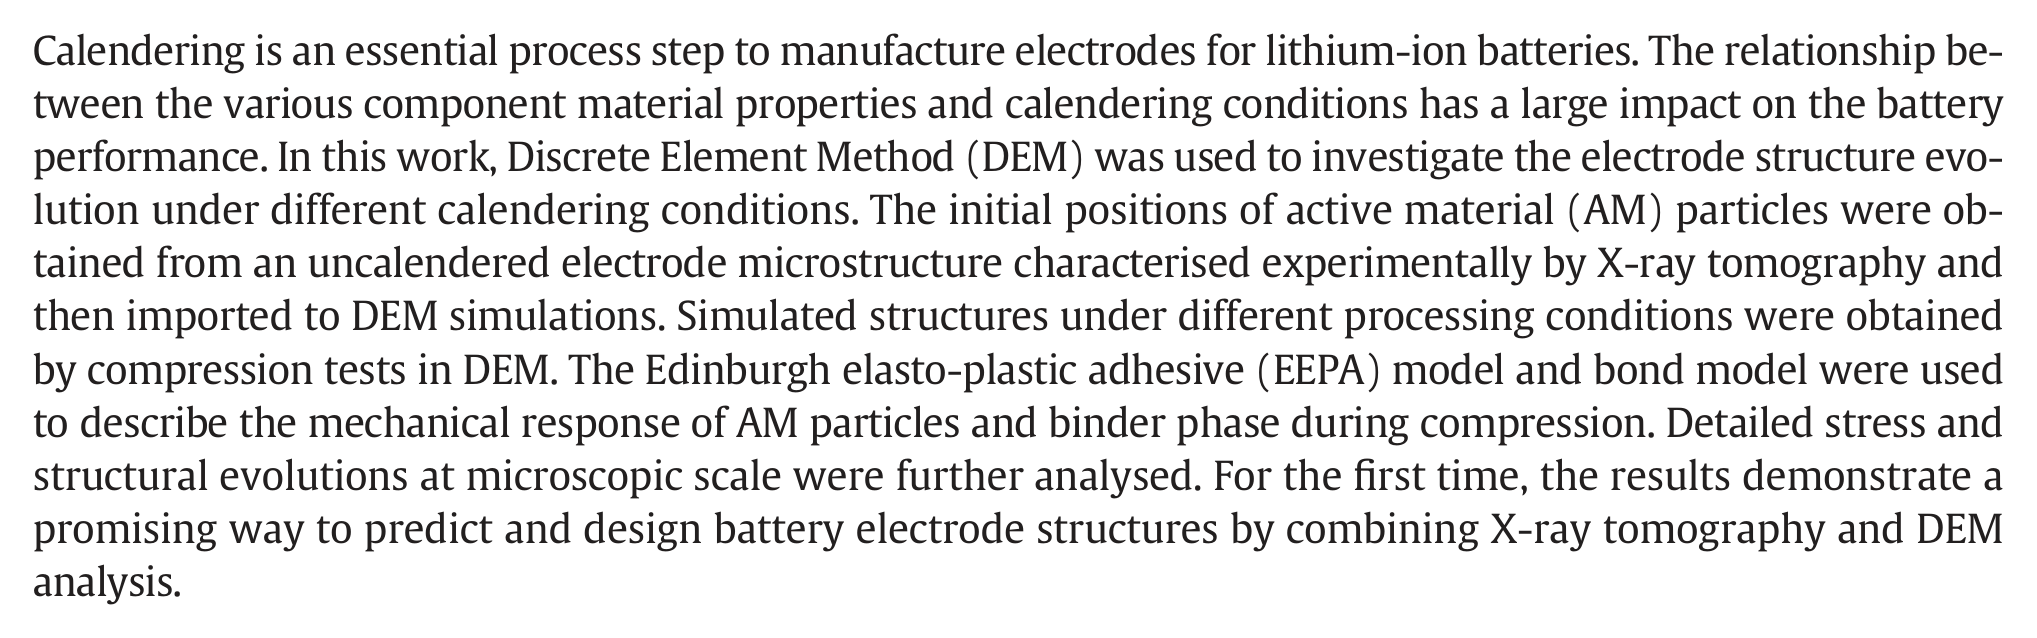 Calendering is an essential process step to manufacture electrodes for lithium-ion batteries. The relationship be-
tween the various component material properties and calendering conditions has a large impact on the battery
performance. In this work, Discrete Element Method (DEM) was used to investigate the electrode structure evo-
lution under different calendering conditions. The initial positions of active material (AM) particles were ob-
tained from an uncalendered electrode microstructure characterised experimentally by X-ray tomography and
then imported to DEM simulations. Simulated structures under different processing conditions were obtained
by compression tests in DEM. The Edinburgh elasto-plastic adhesive (EEPA) model and bond model were used
to describe the mechanical response of AM particles and binder phase during compression. Detailed stress and
structural evolutions at microscopic scale were further analysed. For the first time, the results demonstrate a
promising way to predict and design battery electrode structures by combining X-ray tomography and DEM
analysis.